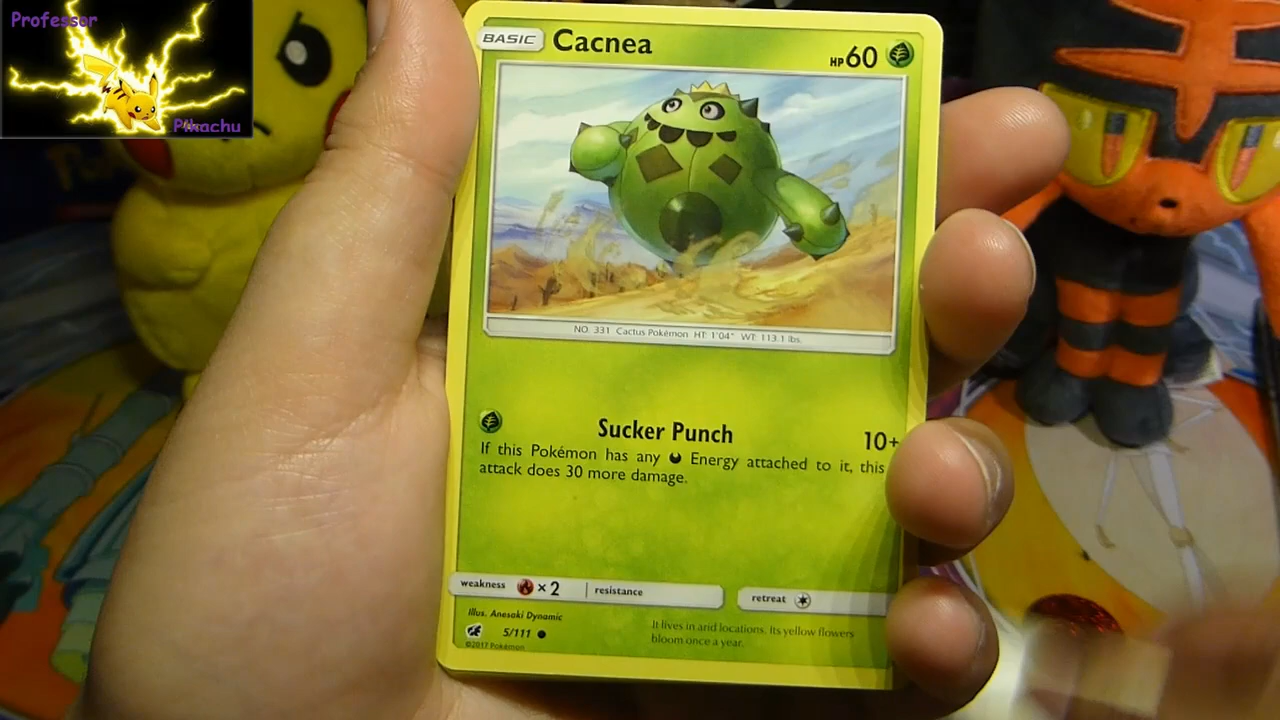 Professor
Pikachu
BASIC Cacnea HP60
NO. 331 Cactus Pokémon HT: 1'04" WT: 113.1 lbs.
Sucker Punch 10+
If this Pokémon has any Energy attached to it, this
attack does 30 more damage.
weakness ×2 resistance retreat
Illus. Anesaki Dynamic
5/111
©2017 Pokémon
It lives in arid locations. Its yellow flowers
bloom once a year.